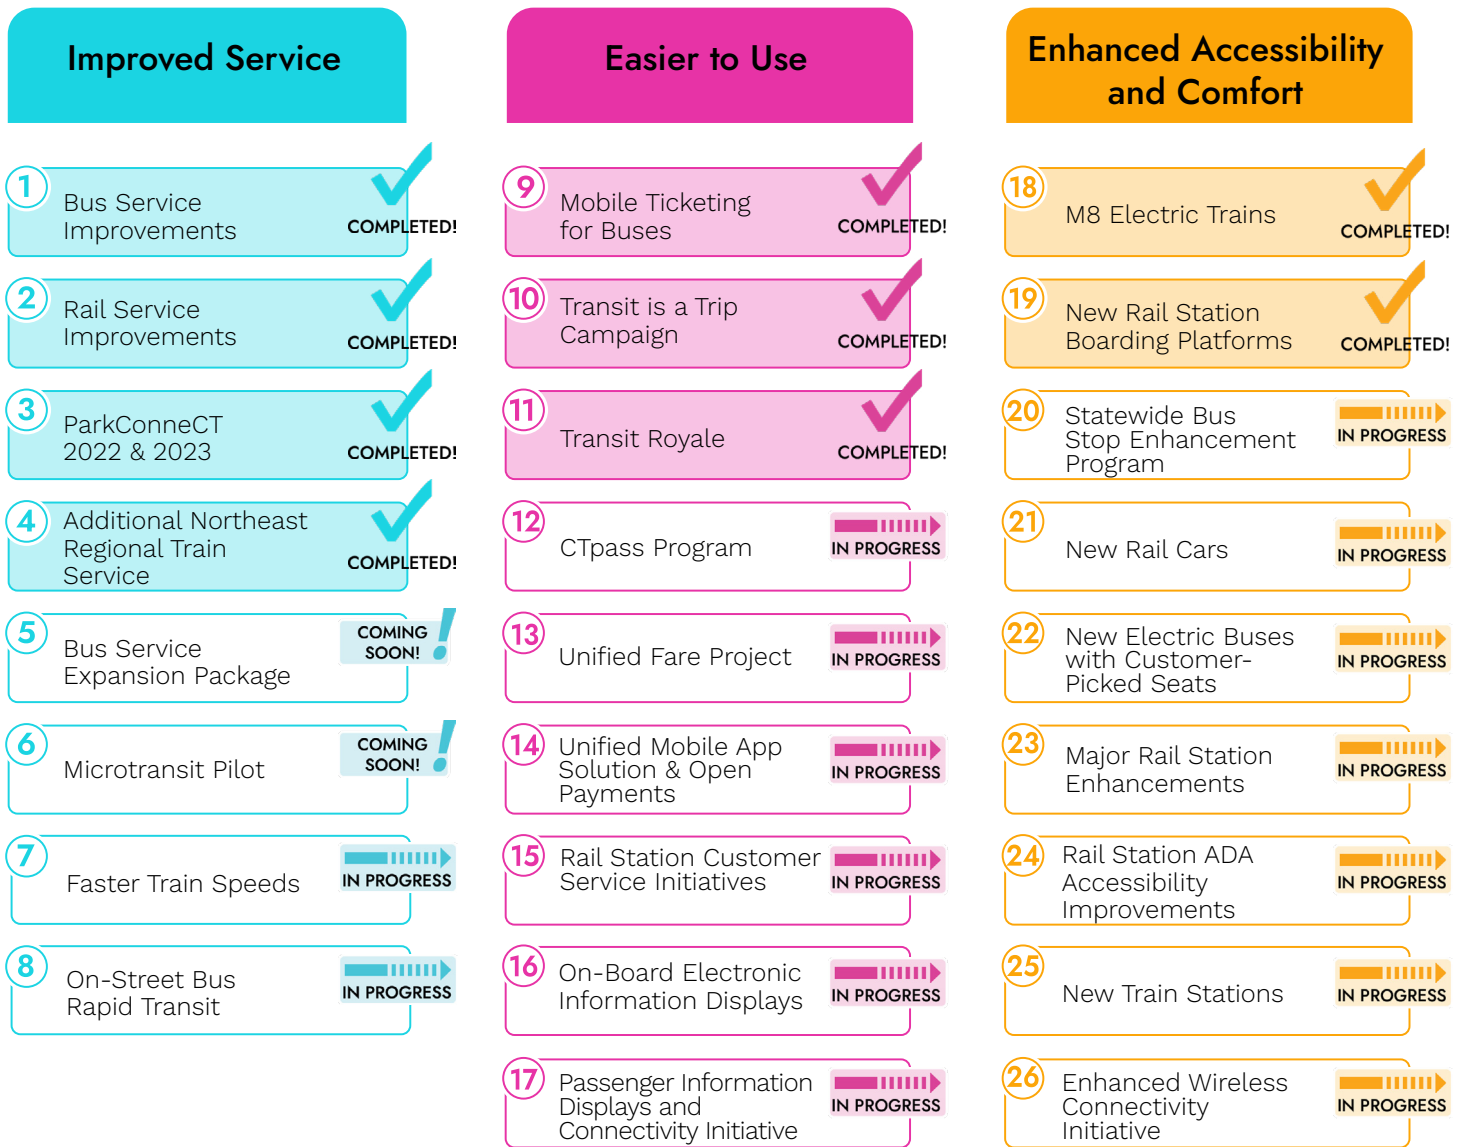 Improved Service
1
Bus Service
Improvements
COMPLETED!
2
Rail Service
Improvements
COMPLETED!
3
ParkConneCT
2022 & 2023
COMPLETED!
4
Additional Northeast
Regional Train
Service
COMPLETED!
5
Bus Service
Expansion Package
COMING
SOON!
6
Microtransit Pilot
COMING
SOON!
7
Faster Train Speeds
IN PROGRESS
8
On-Street Bus
Rapid Transit
IN PROGRESS
Easier to Use
9
Mobile Ticketing
for Buses
COMPLETED!
10
Transit is a Trip
Campaign
COMPLETED!
11
Transit Royale
COMPLETED!
12
CTpass Program
IN PROGRESS
13
Unified Fare Project
IN PROGRESS
14
Unified Mobile App
Solution & Open
Payments
IN PROGRESS
15
Rail Station Customer
Service Initiatives
IN PROGRESS
16
On-Board Electronic
Information Displays
IN PROGRESS
17
Passenger Information
Displays and
Connectivity Initiative
IN PROGRESS
Enhanced Accessibility
and Comfort
18
M8 Electric Trains
COMPLETED!
19
New Rail Station
Boarding Platforms
COMPLETED!
20
Statewide Bus
Stop Enhancement
Program
IN PROGRESS
21
New Rail Cars
IN PROGRESS
22
New Electric Buses
with Customer-
Picked Seats
IN PROGRESS
23
Major Rail Station
Enhancements
IN PROGRESS
24
Rail Station ADA
Accessibility
Improvements
IN PROGRESS
25
New Train Stations
IN PROGRESS
26
Enhanced Wireless
Connectivity
Initiative
IN PROGRESS